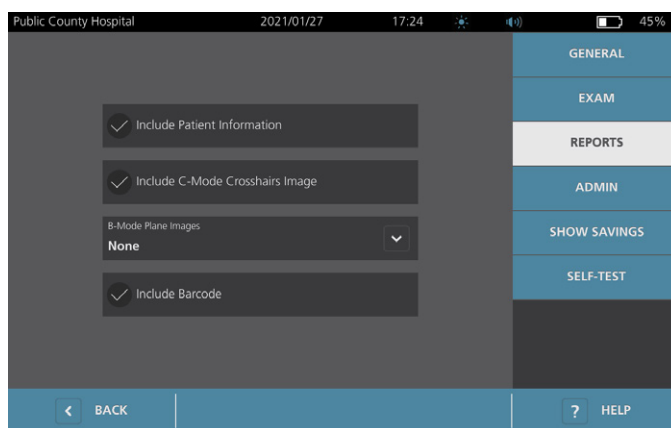 Public County Hospital 2021/01/27 17:24 45%
GENERAL
EXAM
REPORTS
ADMIN
SHOW SAVINGS
SELF-TEST
Include Patient Information
Include C-Mode Crosshairs Image
B-Mode Plane Images
None
Include Barcode
< BACK
? HELP